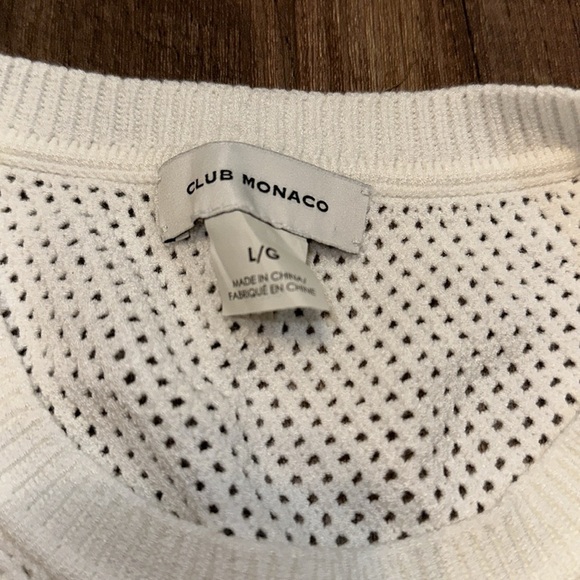 CLUB MONACO
L/G
MADE IN CHINA/
FABRIQUÉ EN CHINE